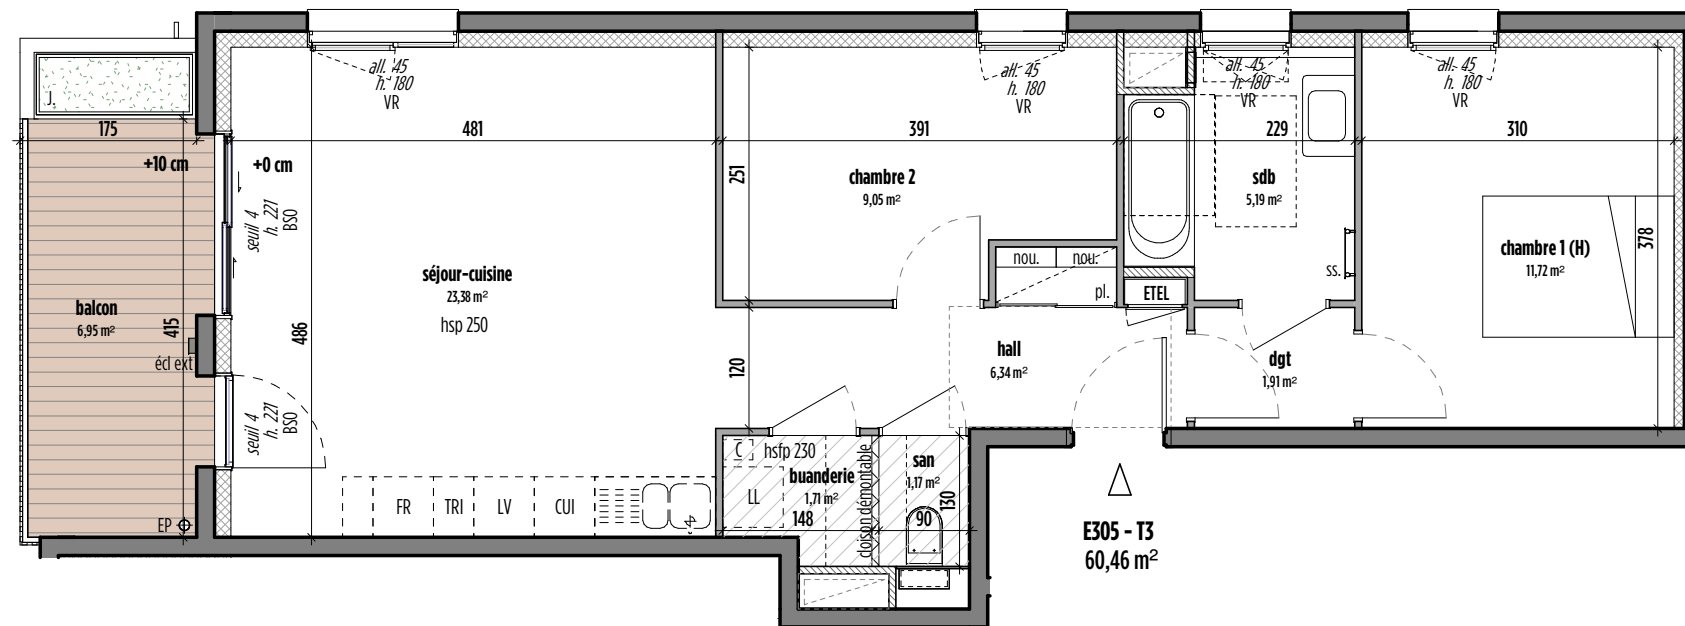 all. 45
h. 180
VR
all. 45
h. 180
VR
all. 45
h. 180
VR
all. 45
h. 180
VR
J.
175
481
391
229
310
+10 cm
+0 cm
251
chambre 2
9,05 m²
sdb
5,19 m²
378
chambre 1 (H)
11,72 m²
seuil 4
h. 221
BSO
séjour-cuisine
23,38 m²
hsp 250
nou.
nou.
pl.
ETEL
ss.
balcon
6,95 m²
415
486
écl ext
120
hall
6,34 m²
dgt
1,91 m²
seuil 4
h. 221
BSO
C
hsfp 230
buanderie
1,71 m²
LL
148
cloison démontable
san
1,17 m²
130
90
FR
TRI
LV
CUI
EP
E305 - T3
60,46 m²